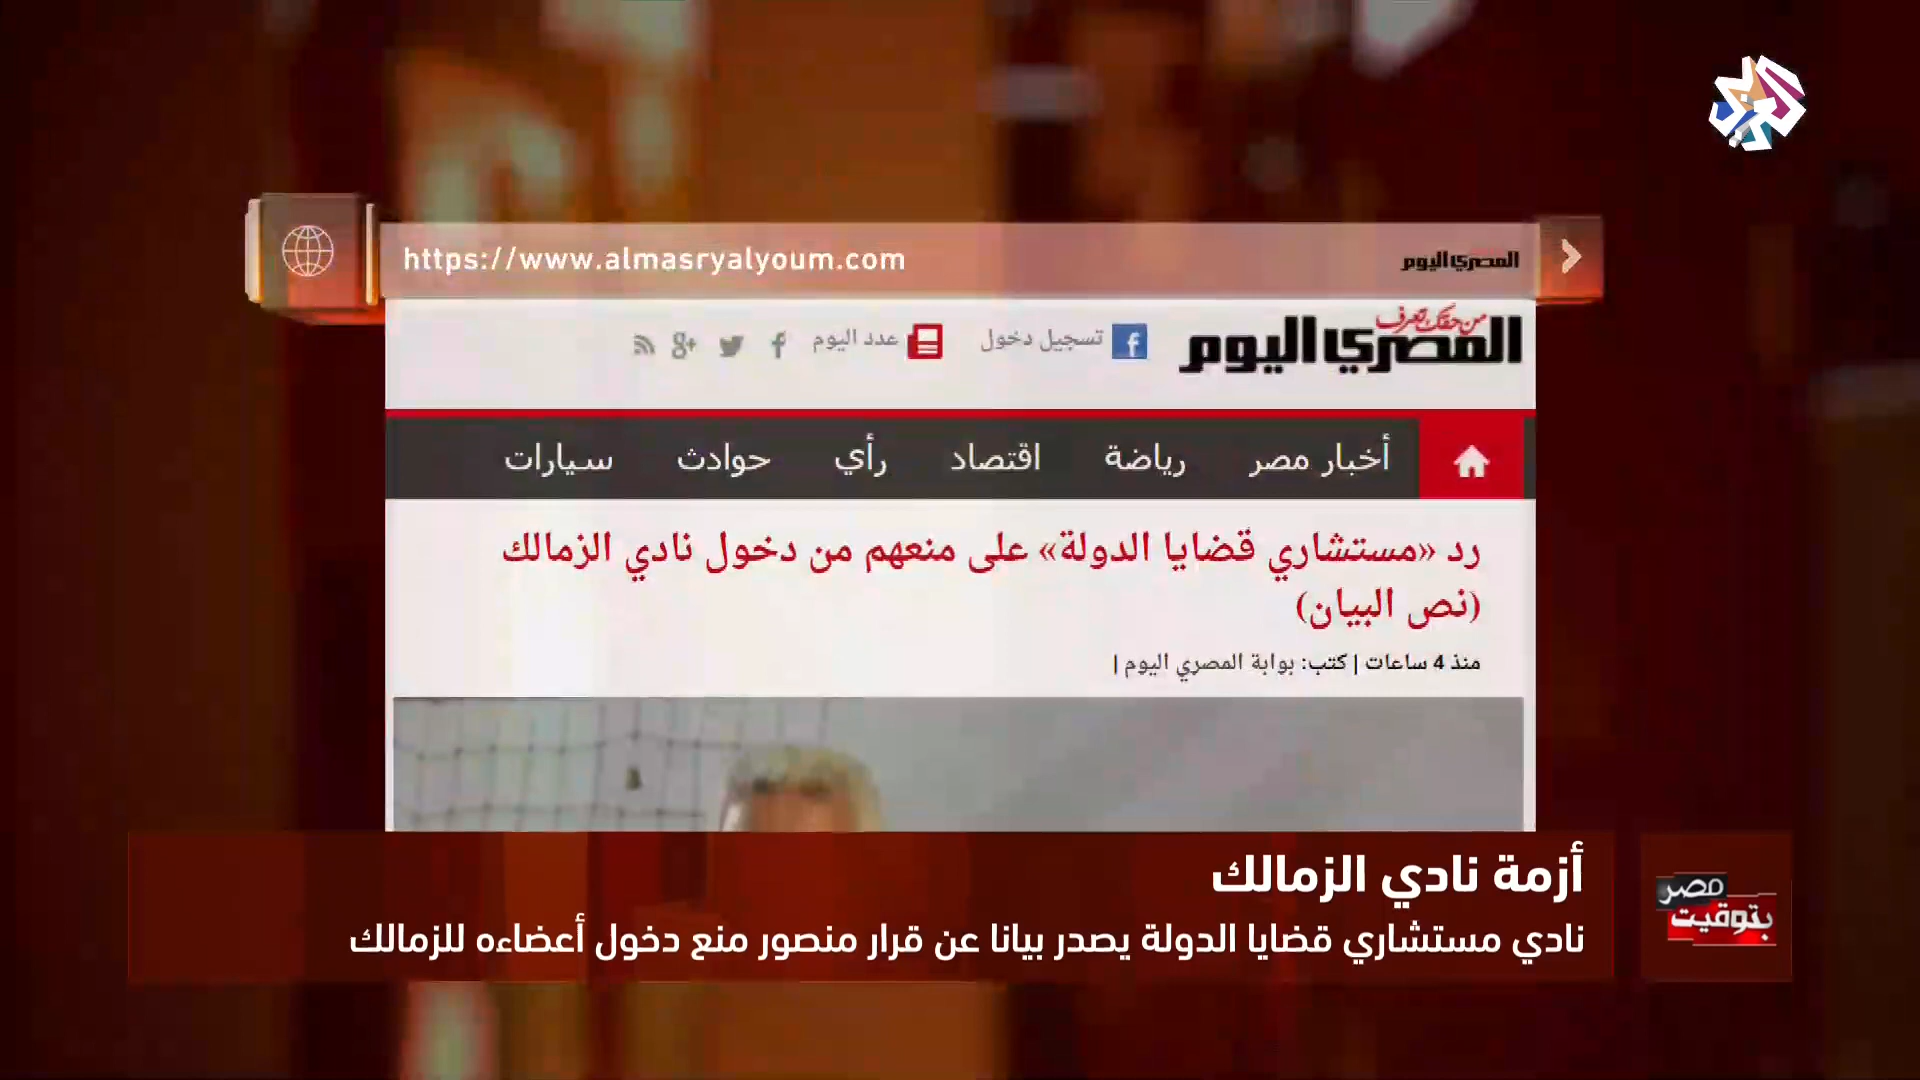 https://www.almasryalyoum.com
المصري اليوم
من حقك تعرف
المصري اليوم
تسجيل دخول
عدد اليوم
أخبار مصر
رياضة
اقتصاد
رأي
حوادث
سيارات
رد «مستشاري قضايا الدولة» على منعهم من دخول نادي الزمالك
(نص البيان)
منذ 4 ساعات | كتب: بوابة المصري اليوم |
أزمة نادي الزمالك
نادي مستشاري قضايا الدولة يصدر بيانا عن قرار منصور منع دخول أعضاءه للزمالك
مصر
بتوقيت